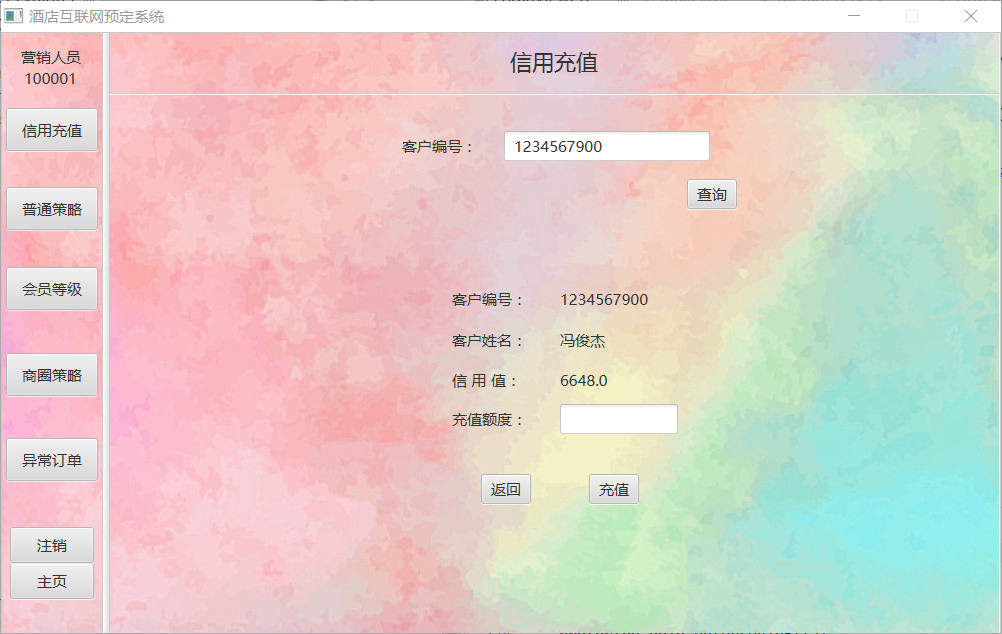 酒店互联网预定系统
营销人员
100001
信用充值
普通策略
会员等级
商圈策略
异常订单
注销
主页
信用充值
客户编号： 1234567900
查询
客户编号： 1234567900
客户姓名： 冯俊杰
信 用 值： 6648.0
充值额度：
返回 充值